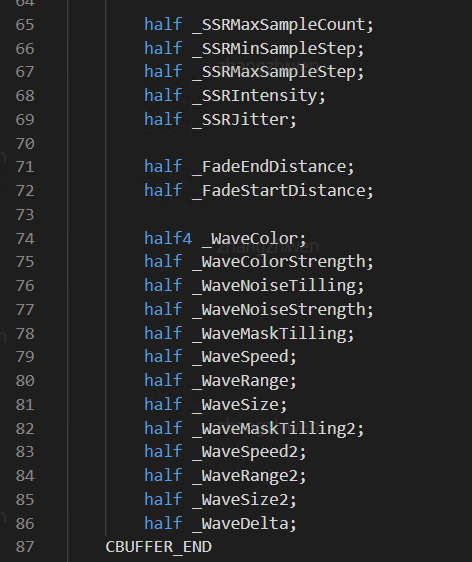 64
65 half _SSRMaxSampleCount;
66 half _SSRMinSampleStep;
67 half _SSRMaxSampleStep;
68 half _SSRIntensity;
69 half _SSRJitter;
70
71 half _FadeEndDistance;
72 half _FadeStartDistance;
73
74 half4 _WaveColor;
75 half _WaveColorStrength;
76 half _WaveNoiseTilling;
77 half _WaveNoiseStrength;
78 half _WaveMaskTilling;
79 half _WaveSpeed;
80 half _WaveRange;
81 half _WaveSize;
82 half _WaveMaskTilling2;
83 half _WaveSpeed2;
84 half _WaveRange2;
85 half _WaveSize2;
86 half _WaveDelta;
87 CBUFFER_END